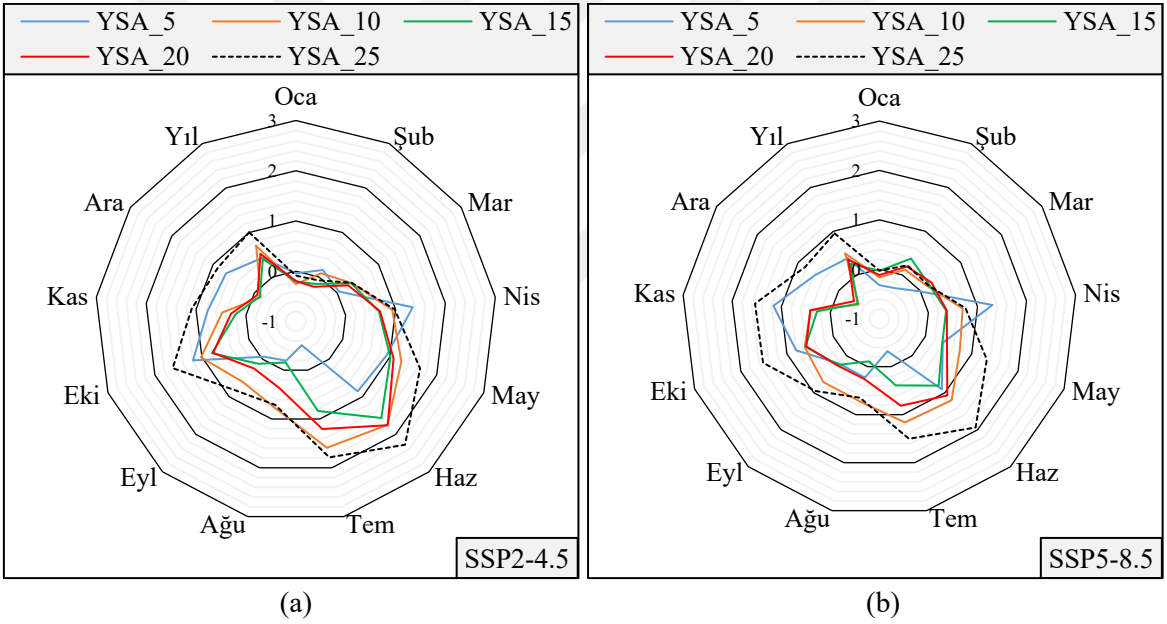 YSA_5 YSA_10 YSA_15
YSA_20 YSA_25
Oca
Şub
Mar
Nis
May
Haz
Tem
Ağu
Eyl
Eki
Kas
Ara
Yıl
3
2
1
0
-1
SSP2-4.5
(a)
YSA_5 YSA_10 YSA_15
YSA_20 YSA_25
Oca
Şub
Mar
Nis
May
Haz
Tem
Ağu
Eyl
Eki
Kas
Ara
Yıl
3
2
1
0
-1
SSP5-8.5
(b)